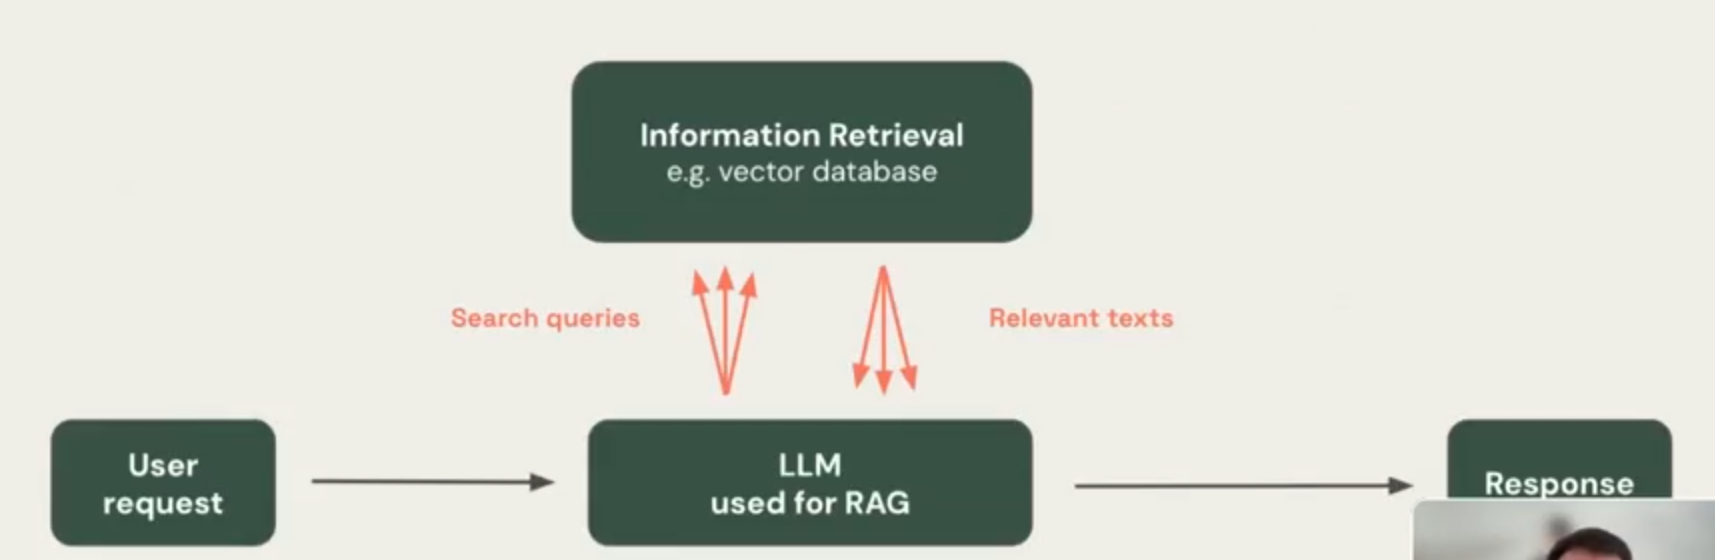 Information Retrieval
e.g. vector database
Search queries
Relevant texts
User
request
LLM
used for RAG
Response